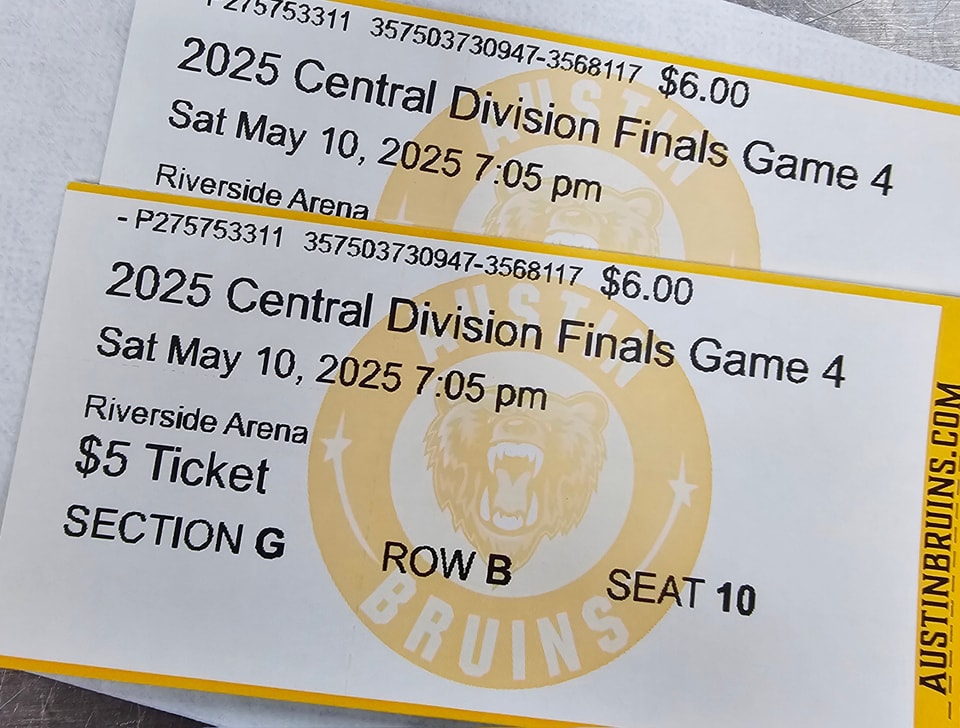 P275753311 357503730947-3568117 $6.00
2025 Central Division Finals Game 4
Sat May 10, 2025 7:05 pm
Riverside Arena
AUSTIN
- P275753311 357503730947-3568117 $6.00
2025 Central Division Finals Game 4
Sat May 10, 2025 7:05 pm
Riverside Arena
$5 Ticket
SECTION G
ROW B
SEAT 10
AUSTIN
BRUINS
AUSTINBRUINS.COM